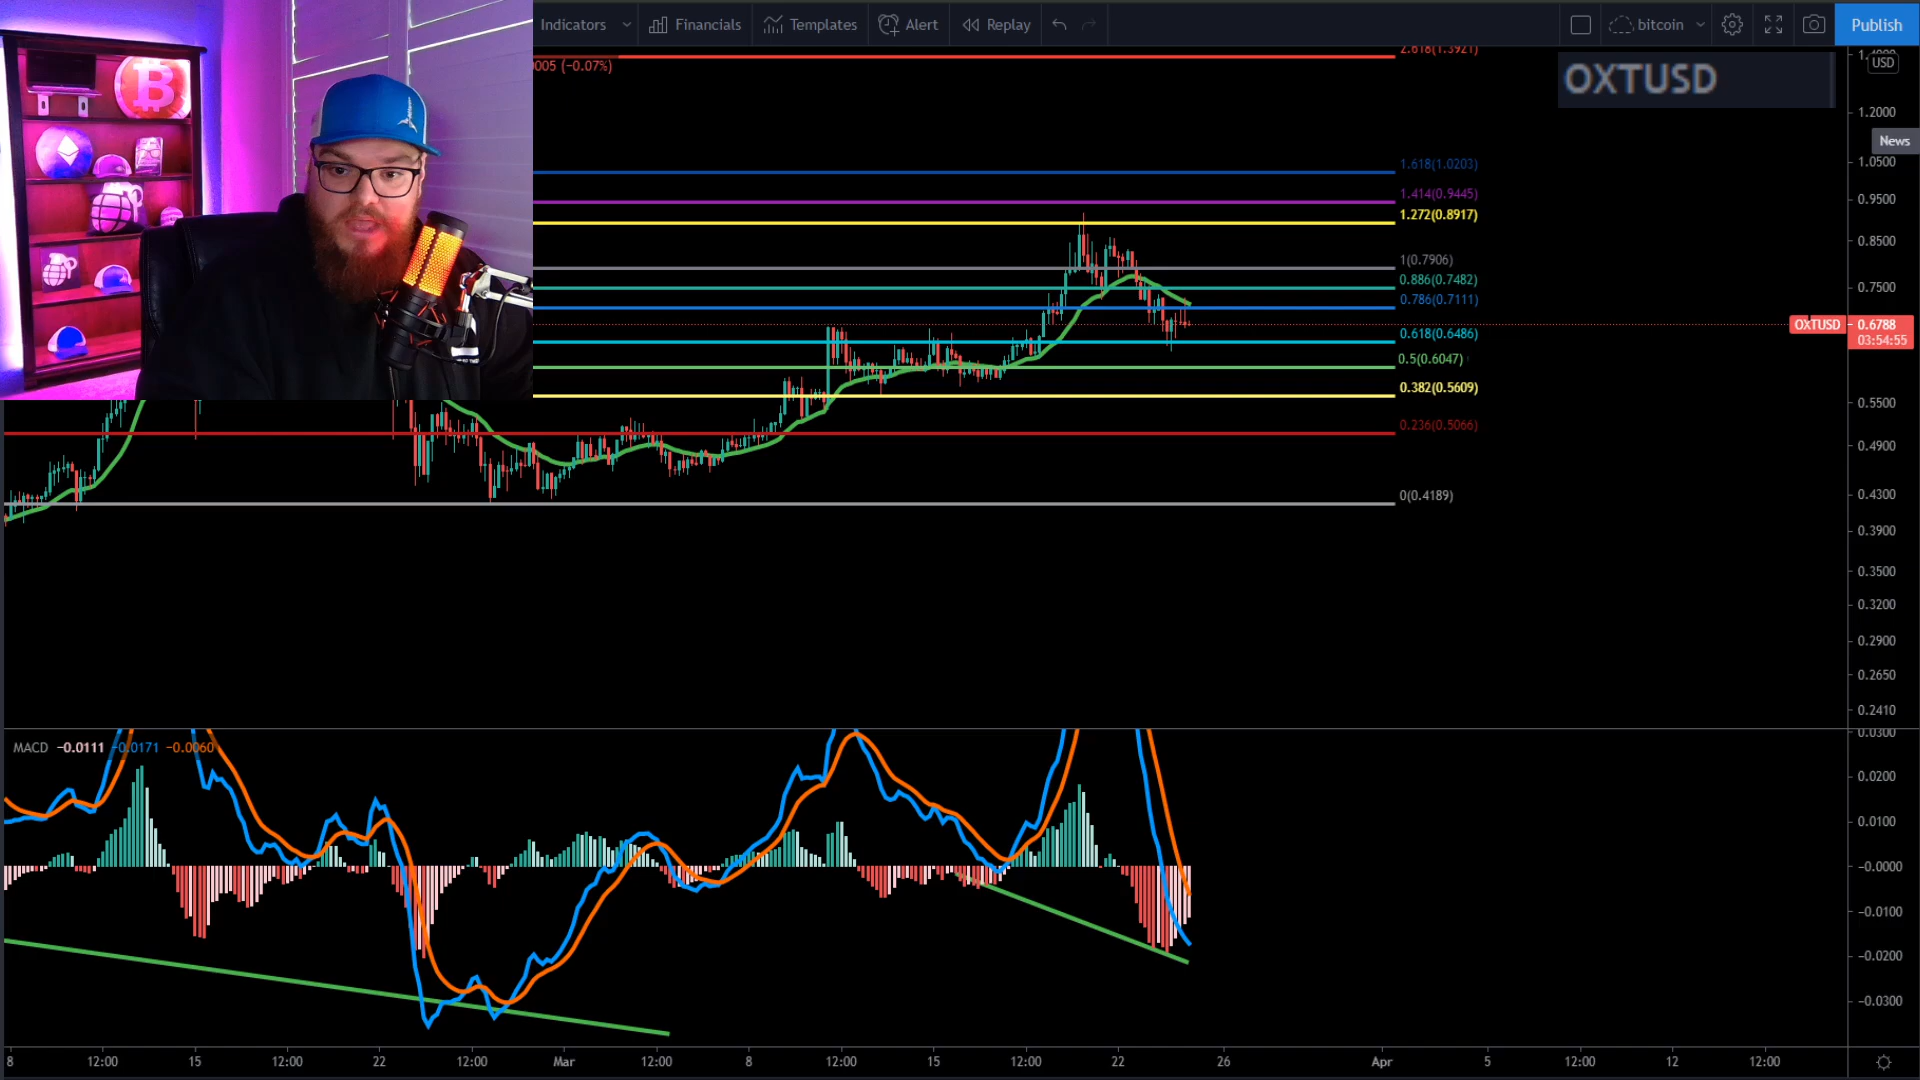 Indicators
Financials
Templates
Alert
Replay
bitcoin
Publish
0005 (−0.07%)
OXTUSD
USD
News
2.618(1.3921)
1.618(1.0203)
1.414(0.9445)
1.272(0.8917)
1(0.7906)
0.886(0.7482)
0.786(0.7111)
0.618(0.6486)
0.5(0.6047)
0.382(0.5609)
0.236(0.5066)
0(0.4189)
1.4000
1.2000
1.0500
0.9500
0.8500
0.7500
OXTUSD 0.6788
03:54:55
0.5500
0.4900
0.4300
0.3900
0.3500
0.3200
0.2900
0.2650
0.2410
MACD −0.0111 −0.0171 −0.0060
0.0300
0.0200
0.0100
−0.0000
−0.0100
−0.0200
−0.0300
8 12:00 15 12:00 22 12:00 Mar 12:00 8 12:00 15 12:00 22 26 Apr 5 12:00 12 12:00